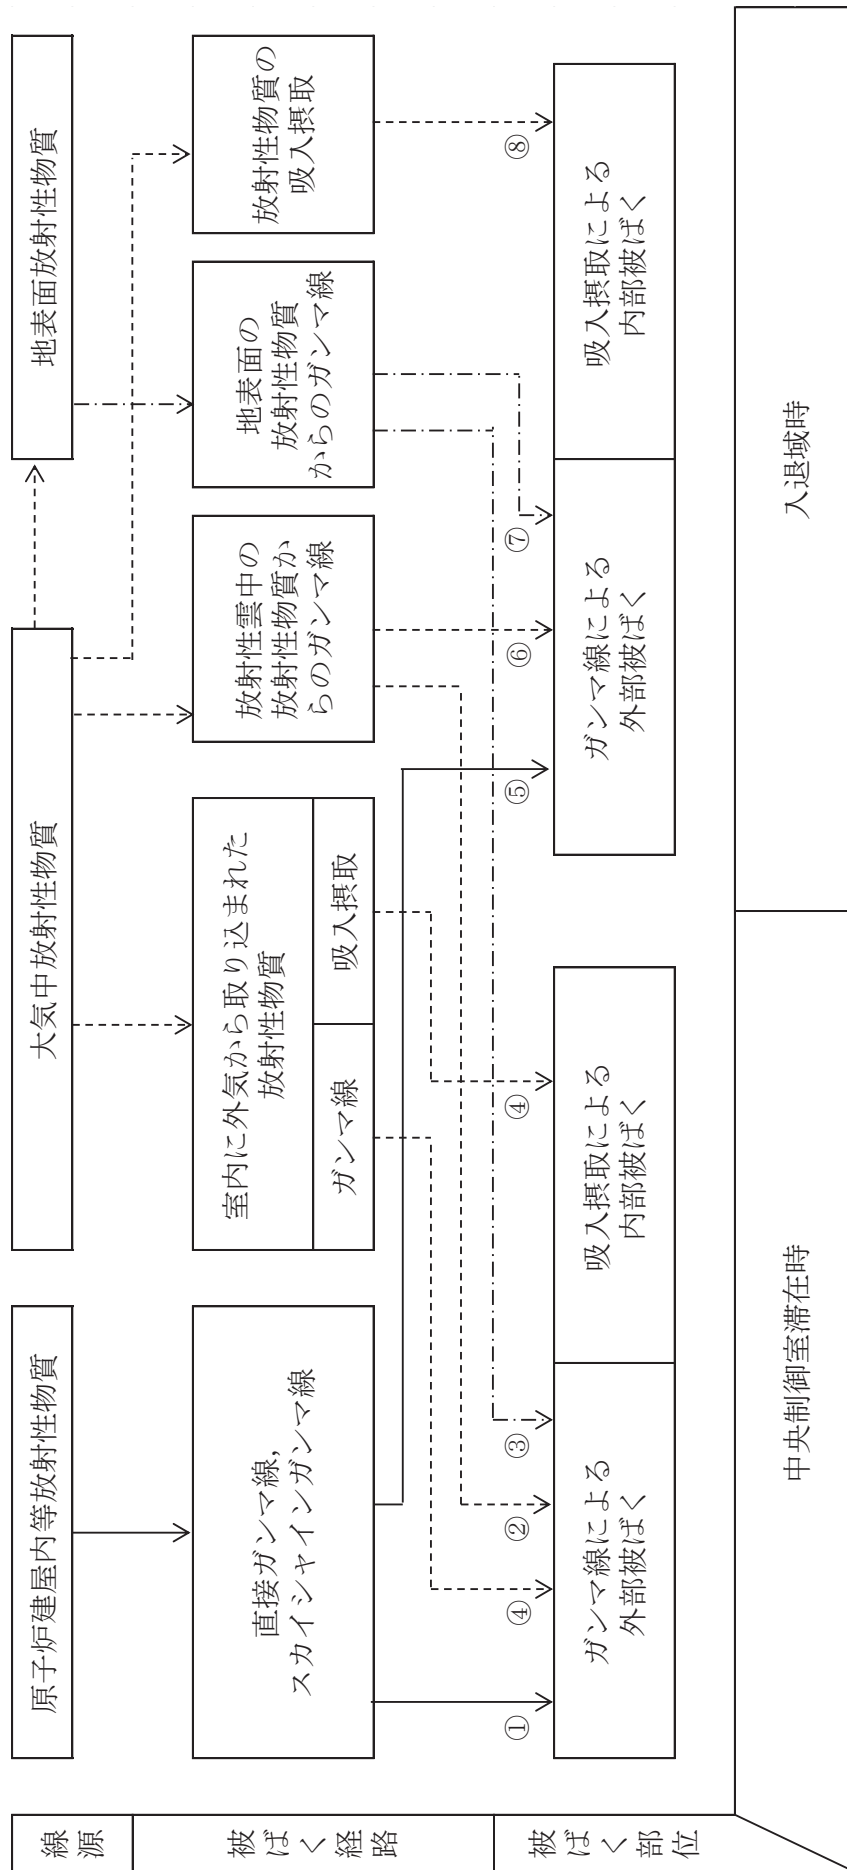 線
源
原子炉建屋内等放射性物質
大気中放射性物質
地表面放射性物質
被
ば
く
経
路
直接ガンマ線，
スカイシャインガンマ線
室内に外気から取り込まれた
放射性物質
ガンマ線
吸入摂取
放射性雲中の
放射性物質か
らのガンマ線
地表面の
放射性物質
からのガンマ線
放射性物質の
吸入摂取
①
④
②
③
④
⑤
⑥
⑦
⑧
被
ば
く
部
位
ガンマ線による
外部被ばく
吸入摂取による
内部被ばく
ガンマ線による
外部被ばく
吸入摂取による
内部被ばく
中央制御室滞在時
入退域時